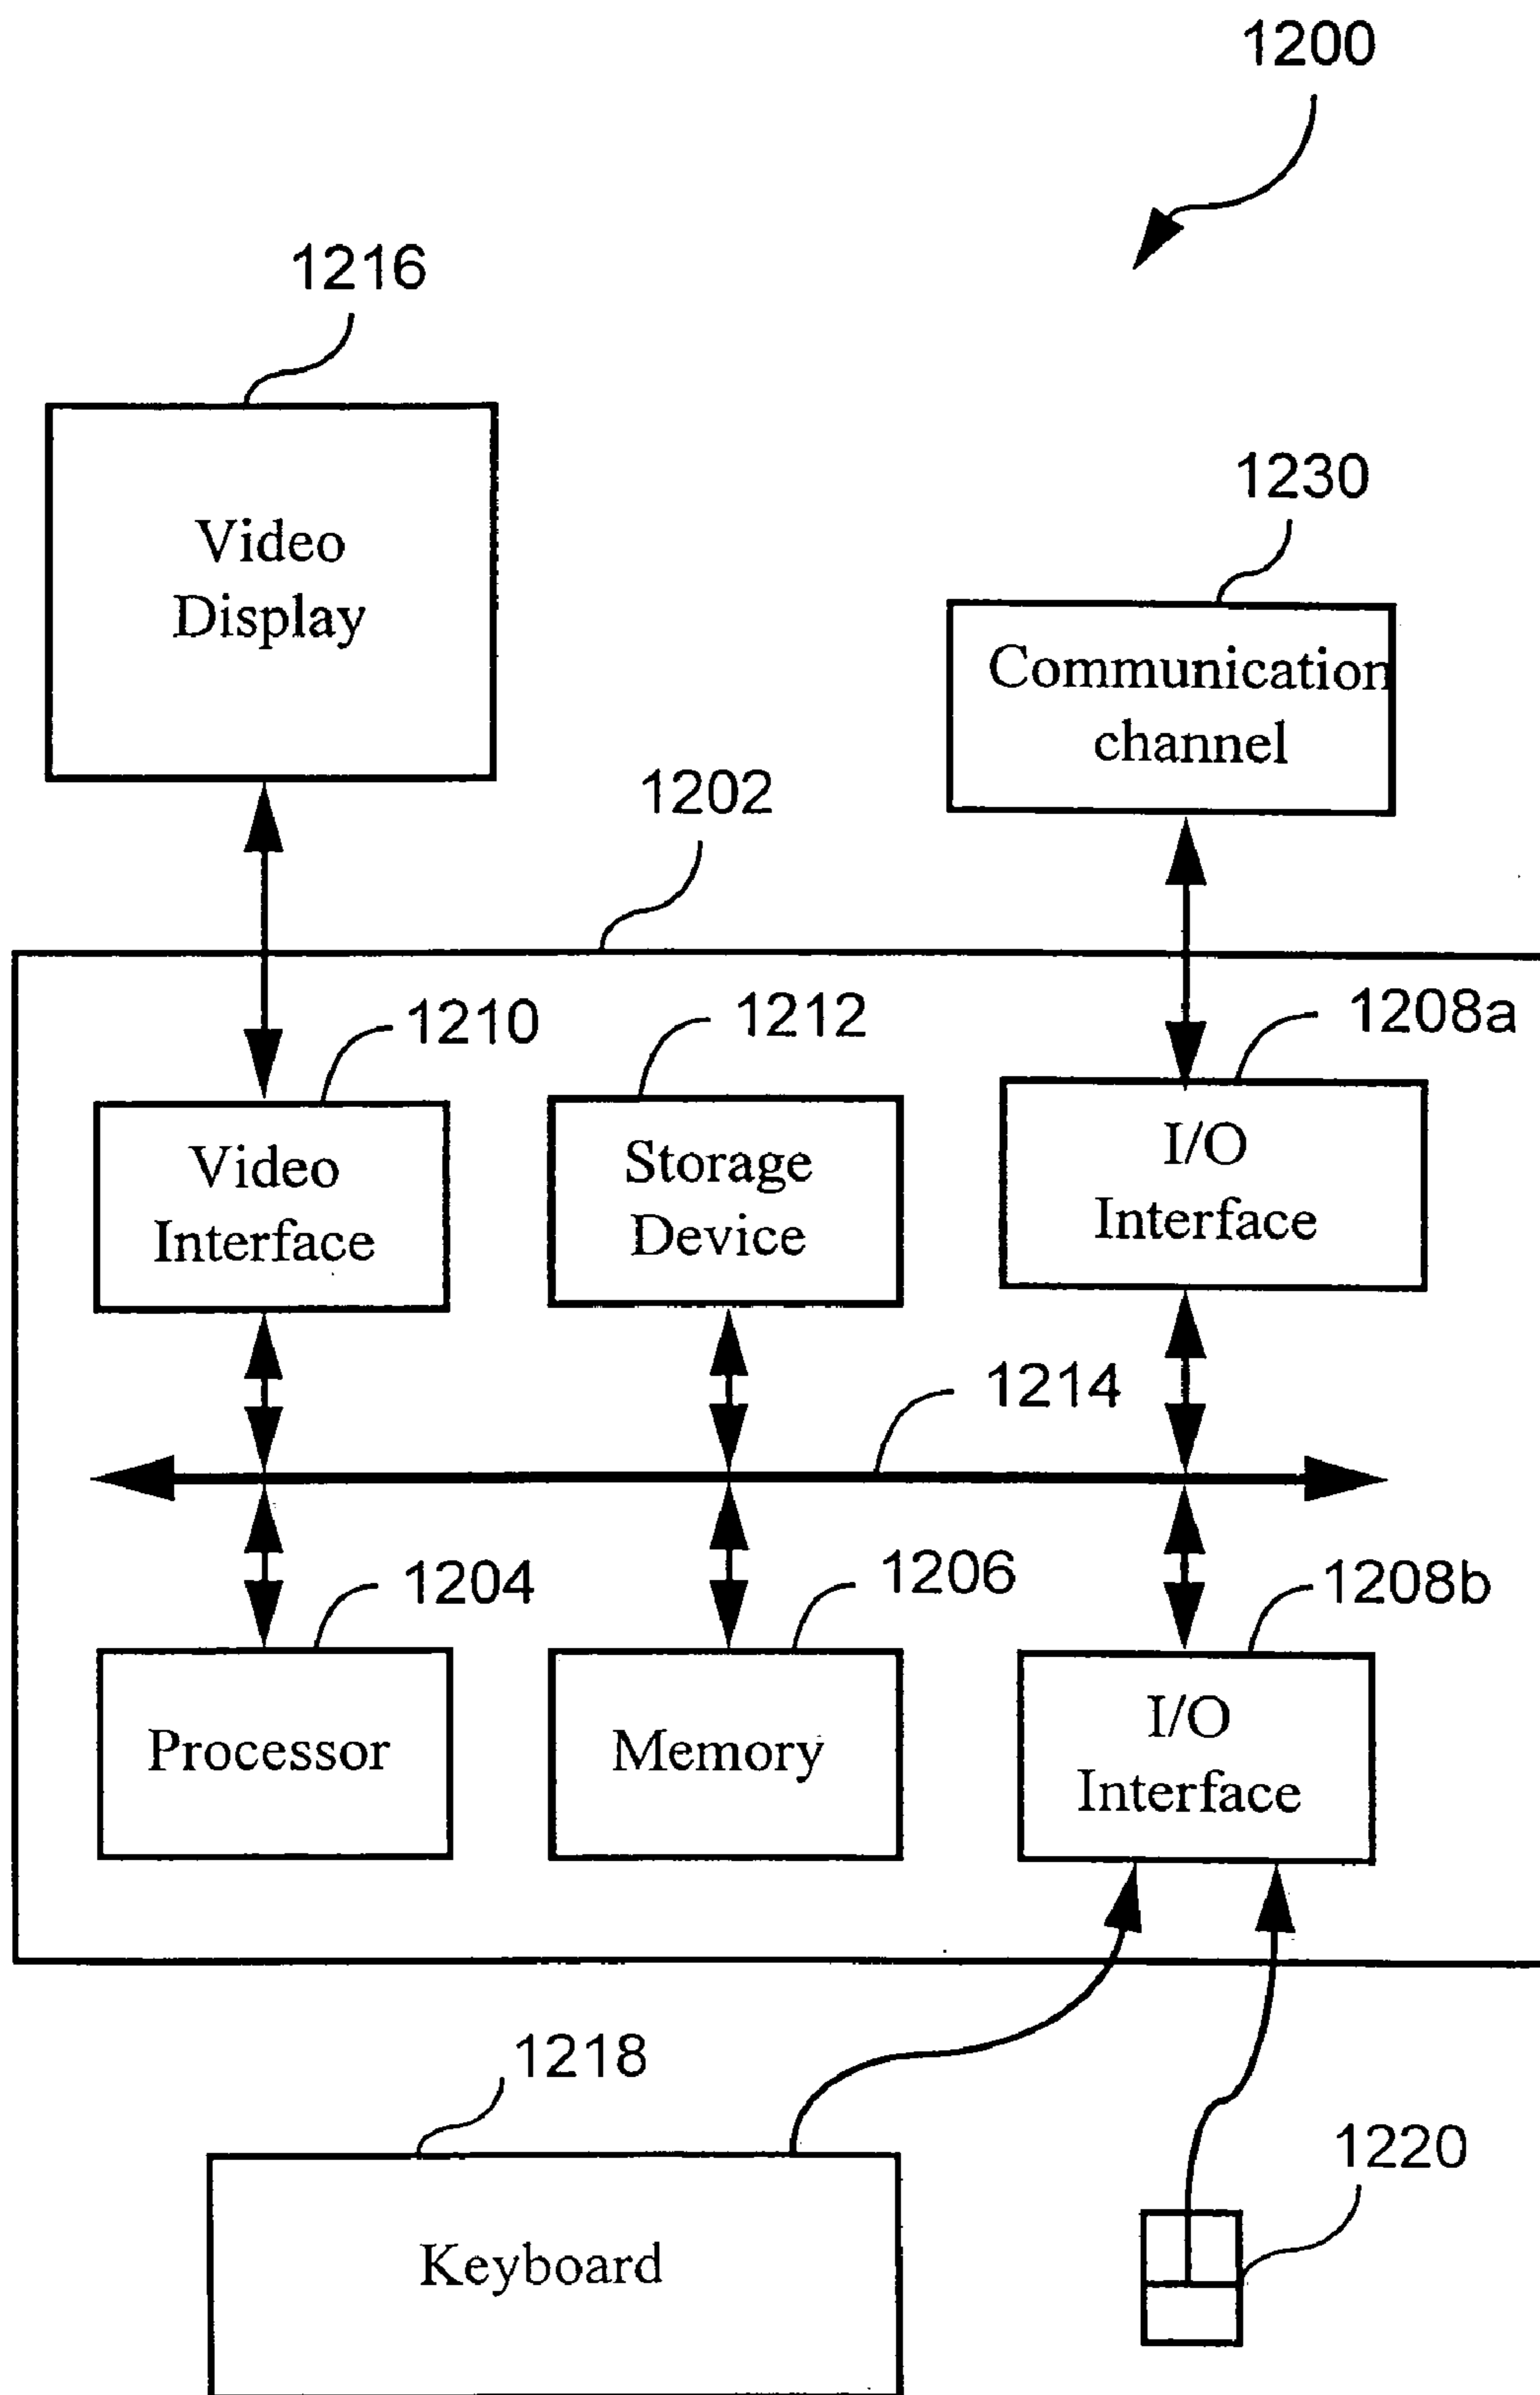 1200
1216
Video
Display
1230
Communication
channel
1202
1210
1212
1208a
Video
Interface
Storage
Device
I/O
Interface
1214
1204
1206
1208b
Processor
Memory
I/O
Interface
1218
1220
Keyboard